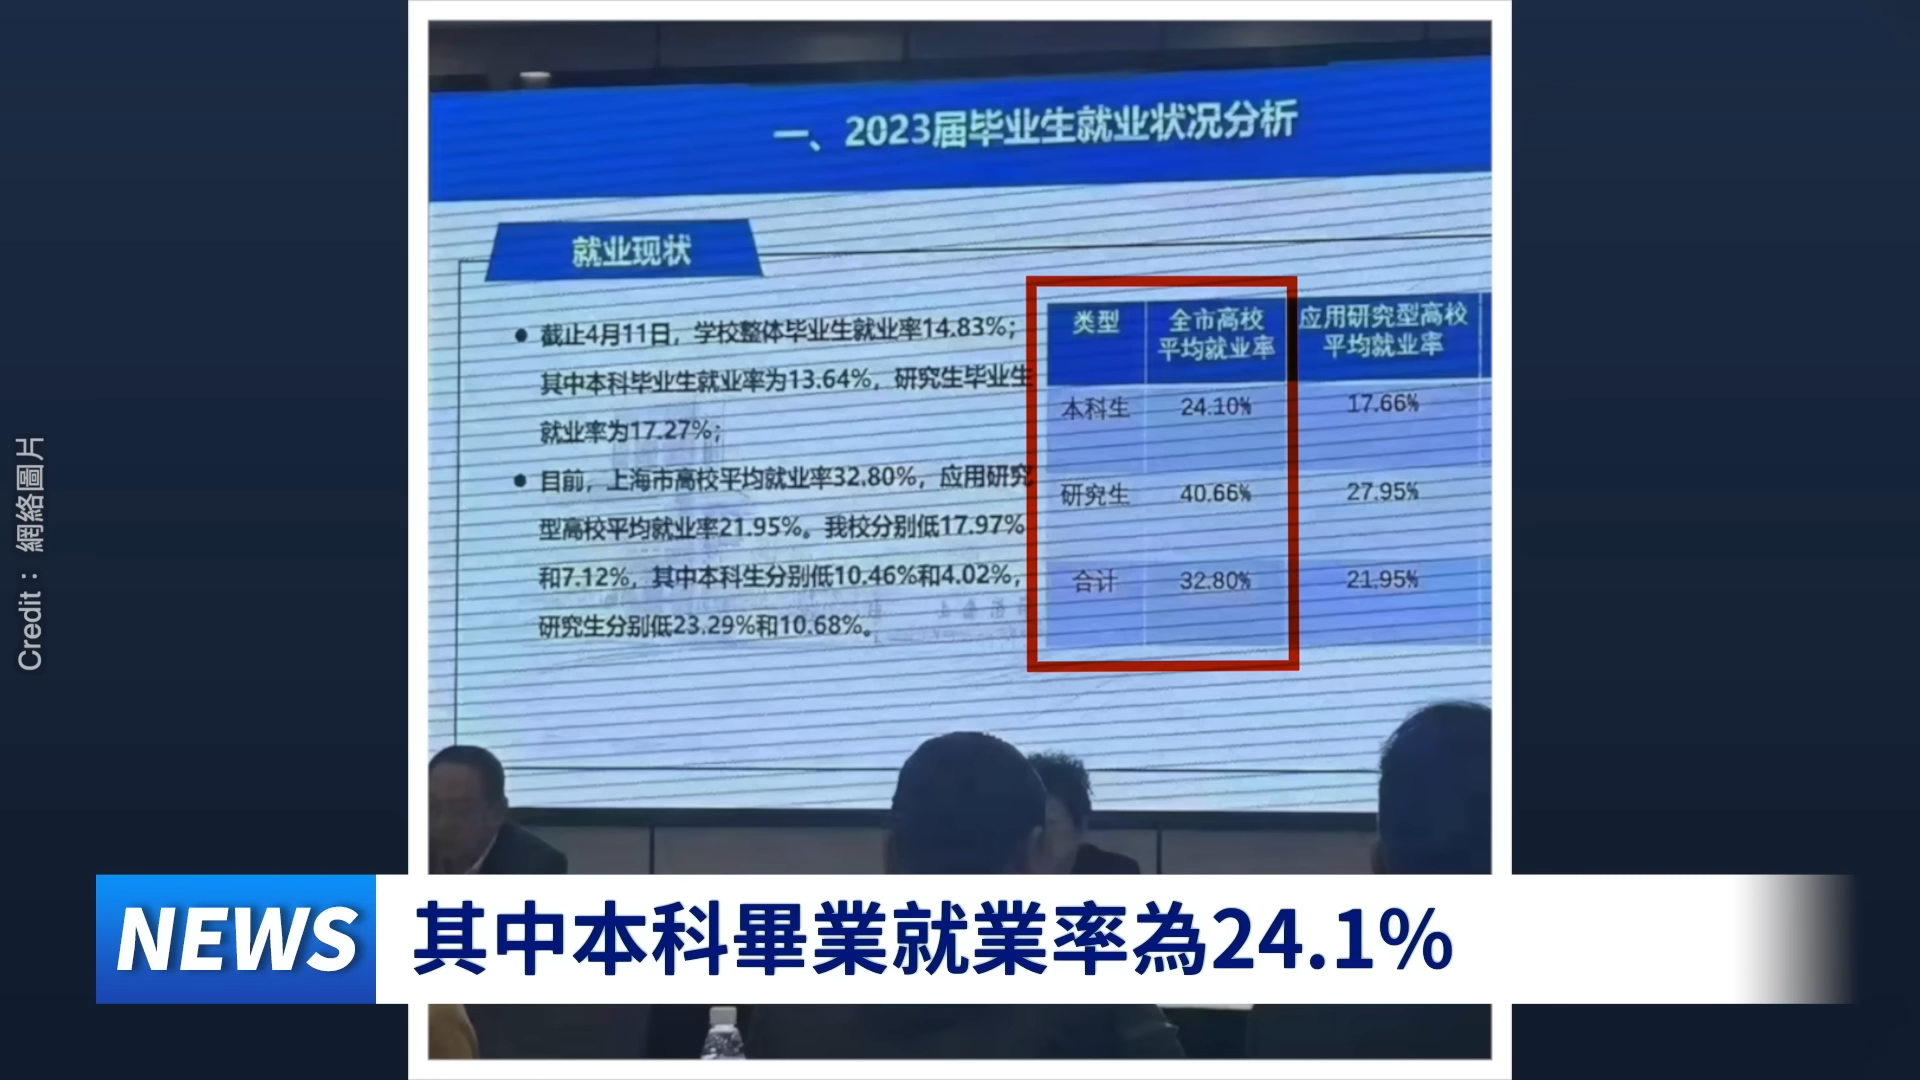 一、2023届毕业生就业状况分析
就业现状
● 截止4月11日，学校整体毕业生就业率14.83%；
其中本科毕业生就业率为13.64%，研究生毕业生
就业率为17.27%；
● 目前，上海市高校平均就业率32.80%，应用研究
型高校平均就业率21.95%。我校分别低17.97%
和7.12%，其中本科生分别低10.46%和4.02%，
研究生分别低23.29%和10.68%。
类型 全市高校平均就业率 应用研究型高校平均就业率
本科生 24.10% 17.66%
研究生 40.66% 27.95%
合计 32.80% 21.95%
Credit：網絡圖片
NEWS 其中本科畢業就業率為24.1%